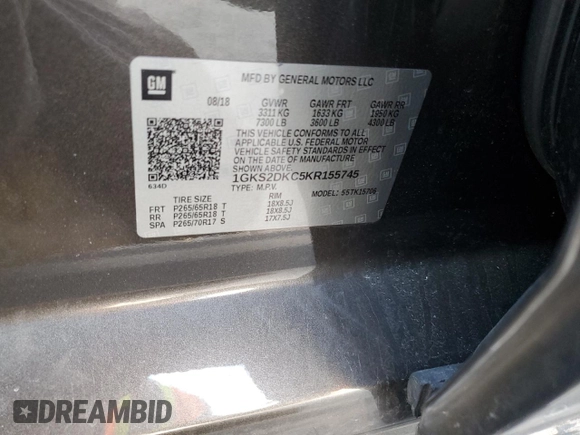 GM
MFD BY GENERAL MOTORS LLC
08/18 GVWR GAWR FRT GAWR RR
3311 KG 1633 KG 1950 KG
7300 LB 3600 LB 4300 LB
THIS VEHICLE CONFORMS TO ALL
APPLICABLE U.S. FEDERAL MOTOR
VEHICLE SAFETY STANDARDS IN
EFFECT ON THE DATE OF MANUFACTURE
SHOWN ABOVE.
1GKS2DKC5KR155745
634D TYPE: M.P.V. MODEL:
TIRE SIZE RIM
FRT P265/65R18 T 18X8.5J
RR P265/65R18 T 18X8.5J
SPA P265/70R17 S 17X7.5J
DREAMBID